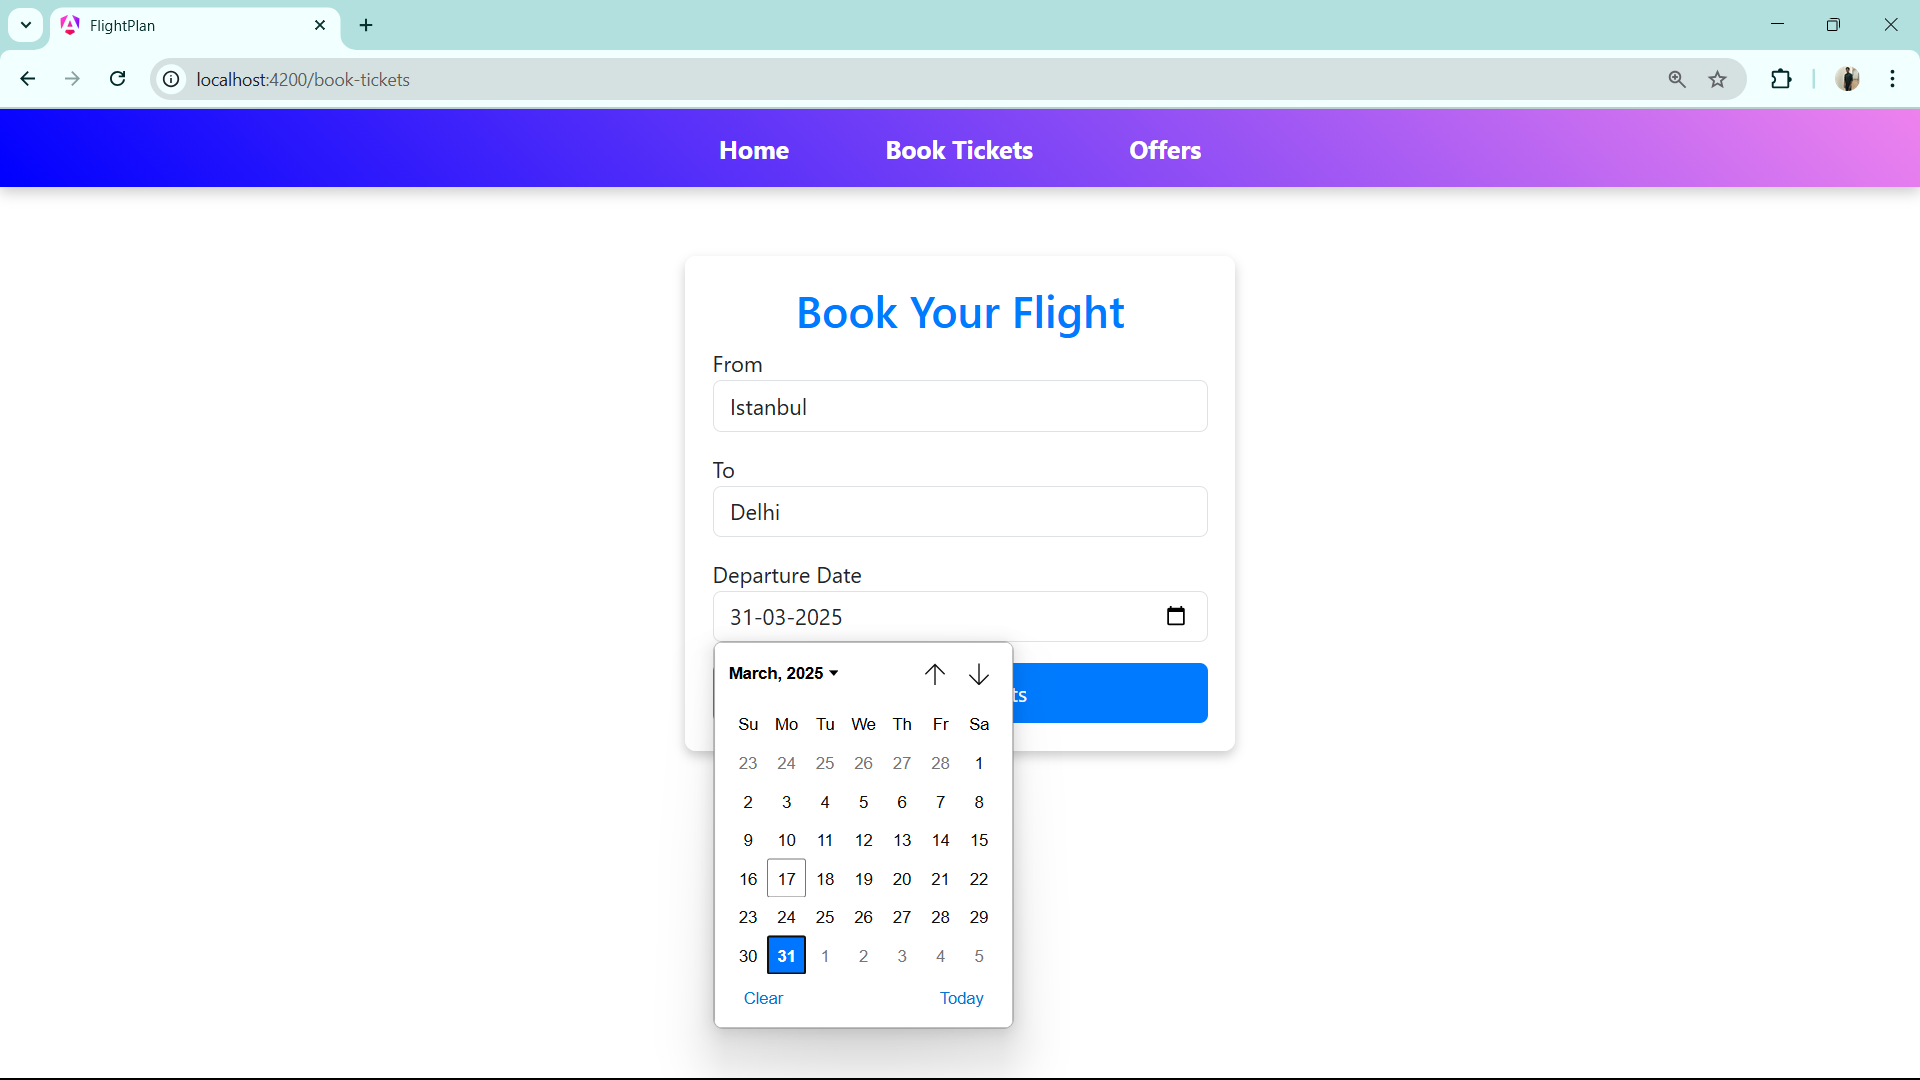 FlightPlan
localhost:4200/book-tickets
Home Book Tickets Offers
Book Your Flight
From
Istanbul
To
Delhi
Departure Date
31-03-2025
March, 2025
ts
Su Mo Tu We Th Fr Sa
23 24 25 26 27 28 1
2 3 4 5 6 7 8
9 10 11 12 13 14 15
16 17 18 19 20 21 22
23 24 25 26 27 28 29
30 31 1 2 3 4 5
Clear Today